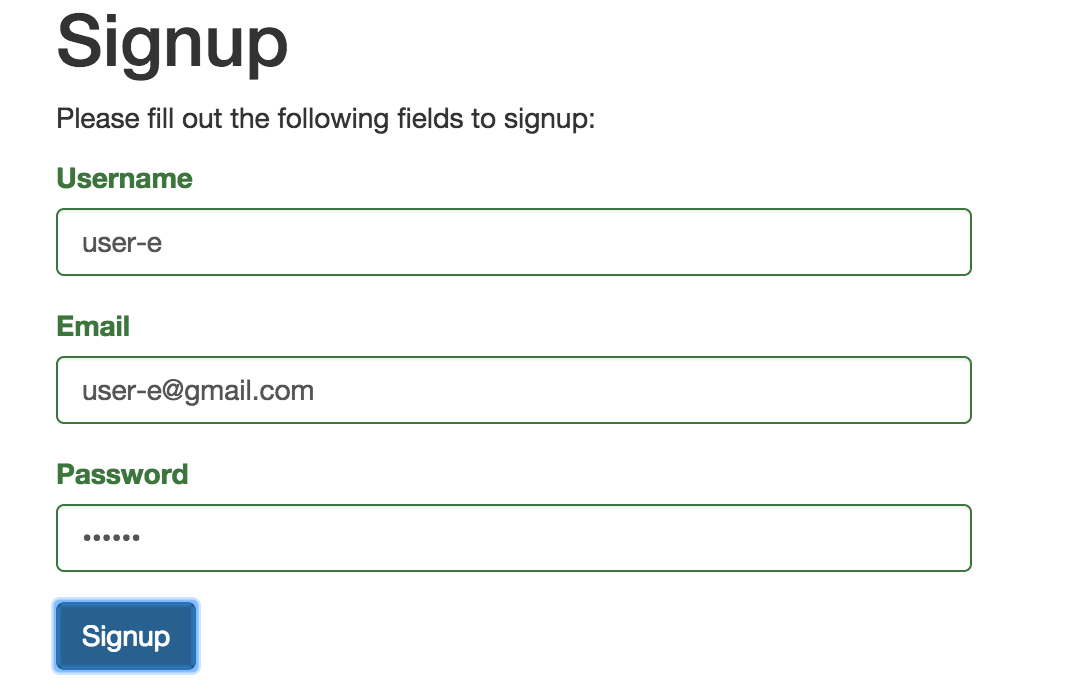 Signup
Please fill out the following fields to signup:
Username
user-e
Email
user-e@gmail.com
Password
••••••
Signup